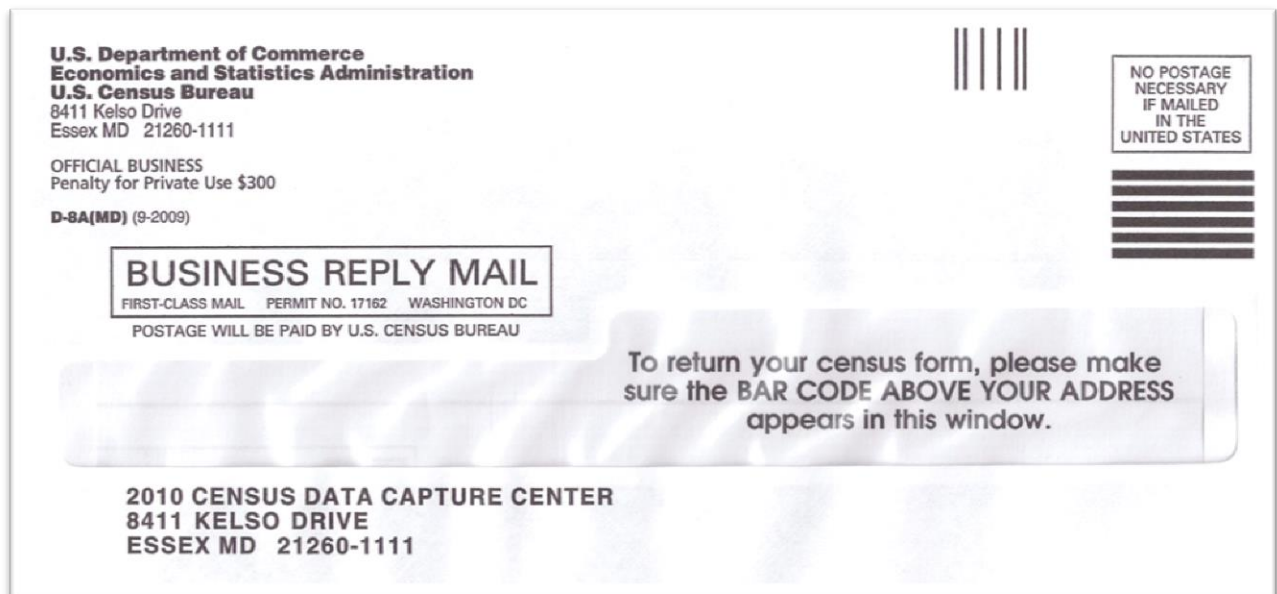 U.S. Department of Commerce
Economics and Statistics Administration
U.S. Census Bureau
8411 Kelso Drive
Essex MD 21260-1111
OFFICIAL BUSINESS
Penalty for Private Use $300
D-8A(MD) (9-2009)
NO POSTAGE
NECESSARY
IF MAILED
IN THE
UNITED STATES
BUSINESS REPLY MAIL
FIRST-CLASS MAIL PERMIT NO. 17162 WASHINGTON DC
POSTAGE WILL BE PAID BY U.S. CENSUS BUREAU
To return your census form, please make
sure the BAR CODE ABOVE YOUR ADDRESS
appears in this window.
2010 CENSUS DATA CAPTURE CENTER
8411 KELSO DRIVE
ESSEX MD 21260-1111